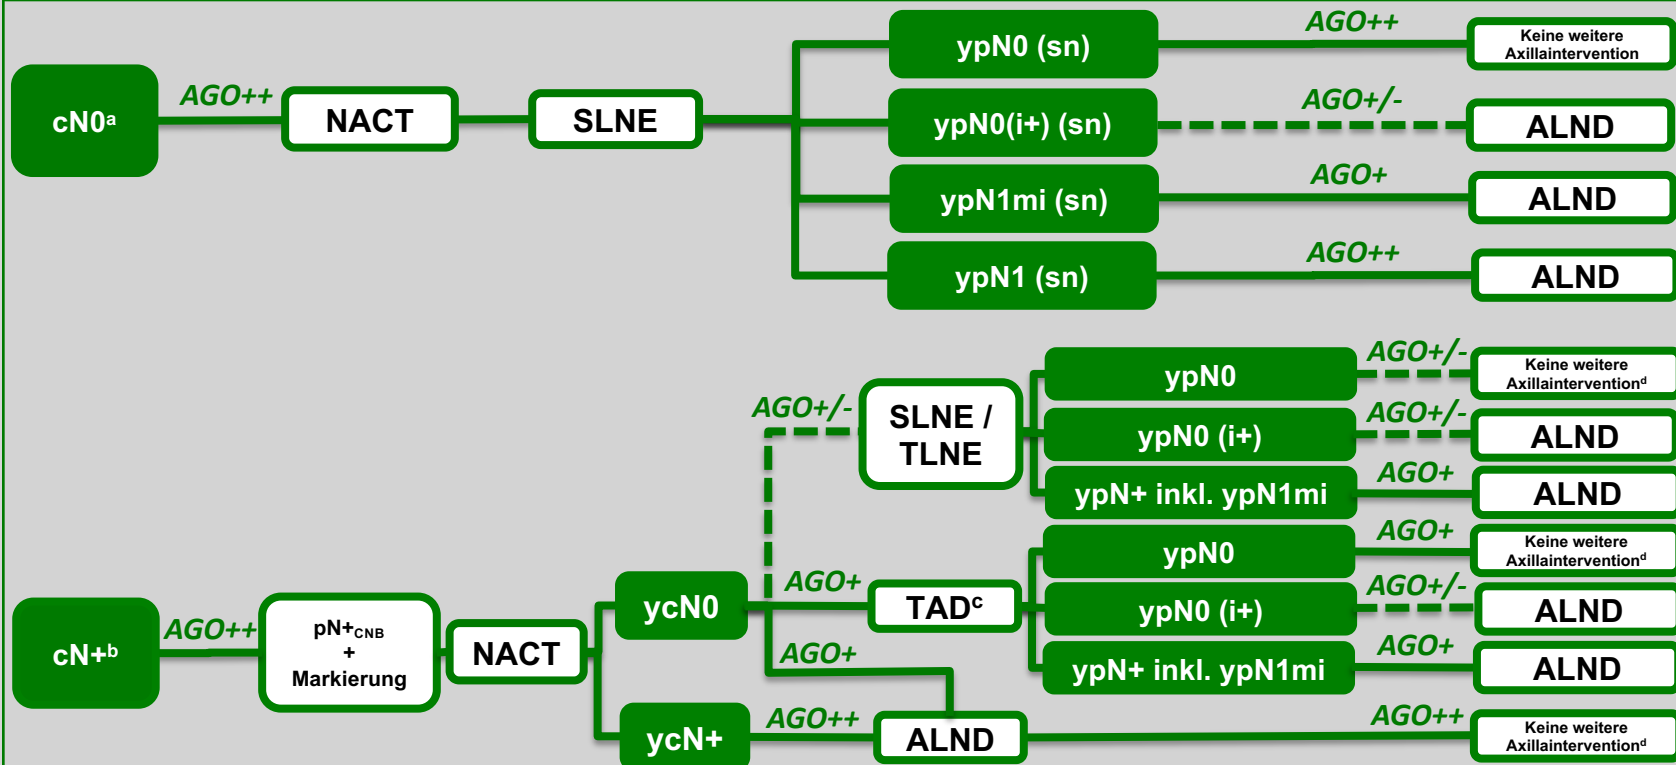 cN0ᵃ
AGO++
NACT
SLNE
ypN0 (sn)
AGO++
Keine weitere
Axillaintervention
ypN0(i+) (sn)
AGO+/-
ALND
ypN1mi (sn)
AGO+
ALND
ypN1 (sn)
AGO++
ALND
cN+ᵇ
AGO++
pN+CNB
+
Markierung
NACT
ycN0
AGO+/-
SLNE /
TLNE
ypN0
AGO+/-
Keine weitere
Axillainterventionᵈ
ypN0 (i+)
AGO+/-
ALND
ypN+ inkl. ypN1mi
AGO+
ALND
AGO+
TADᶜ
ypN0
AGO+
Keine weitere
Axillainterventionᵈ
ypN0 (i+)
AGO+/-
ALND
ypN+ inkl. ypN1mi
AGO+
ALND
AGO+
ycN+
AGO++
ALND
AGO++
Keine weitere
Axillainterventionᵈ